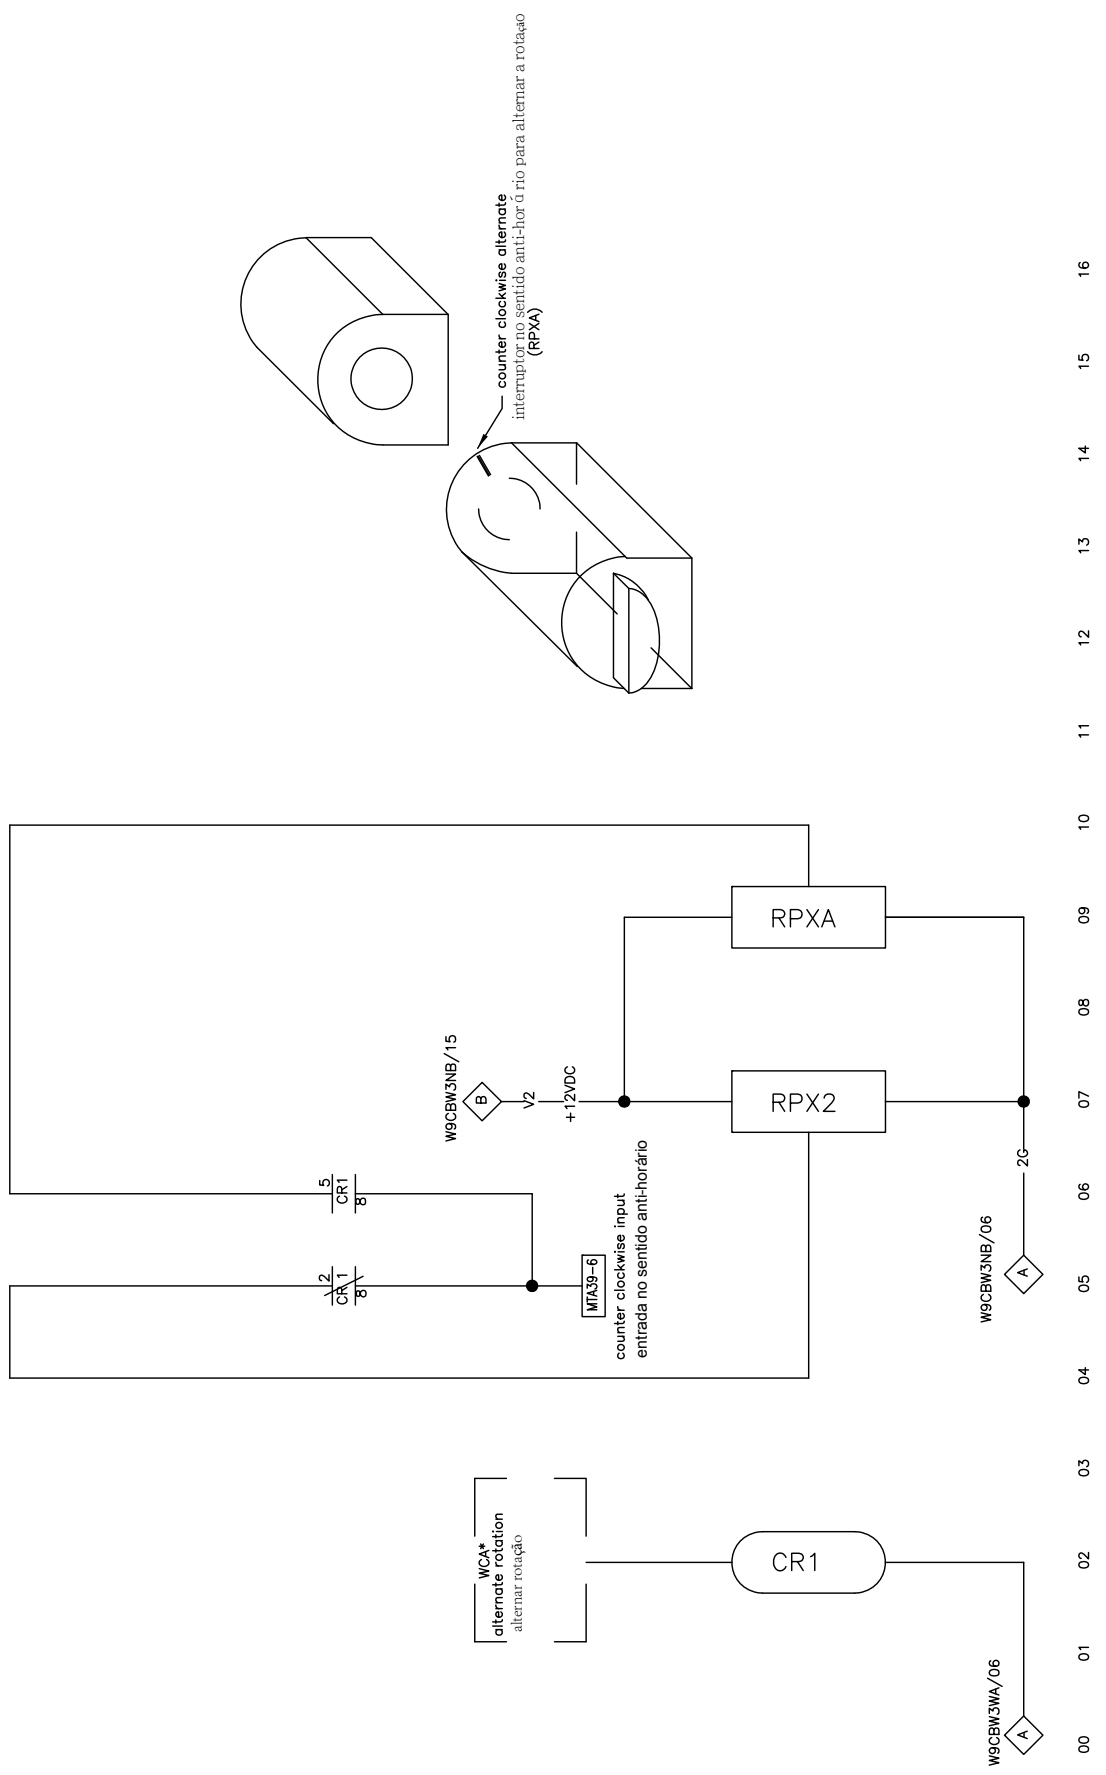 WCA*
alternate rotation
alternar rotação
CR1
W9CBW3WA/06
A
2
CR1
8
5
CR1
8
MTA39-6
counter clockwise input
entrada no sentido anti-horário
W9CBW3NB/15
B
V2
+12VDC
RPX2
RPXA
2G
W9CBW3NB/06
A
counter clockwise alternate
interruptor no sentido anti-horário para alternar a rotação
(RPXA)
00
01
02
03
04
05
06
07
08
09
10
11
12
13
14
15
16